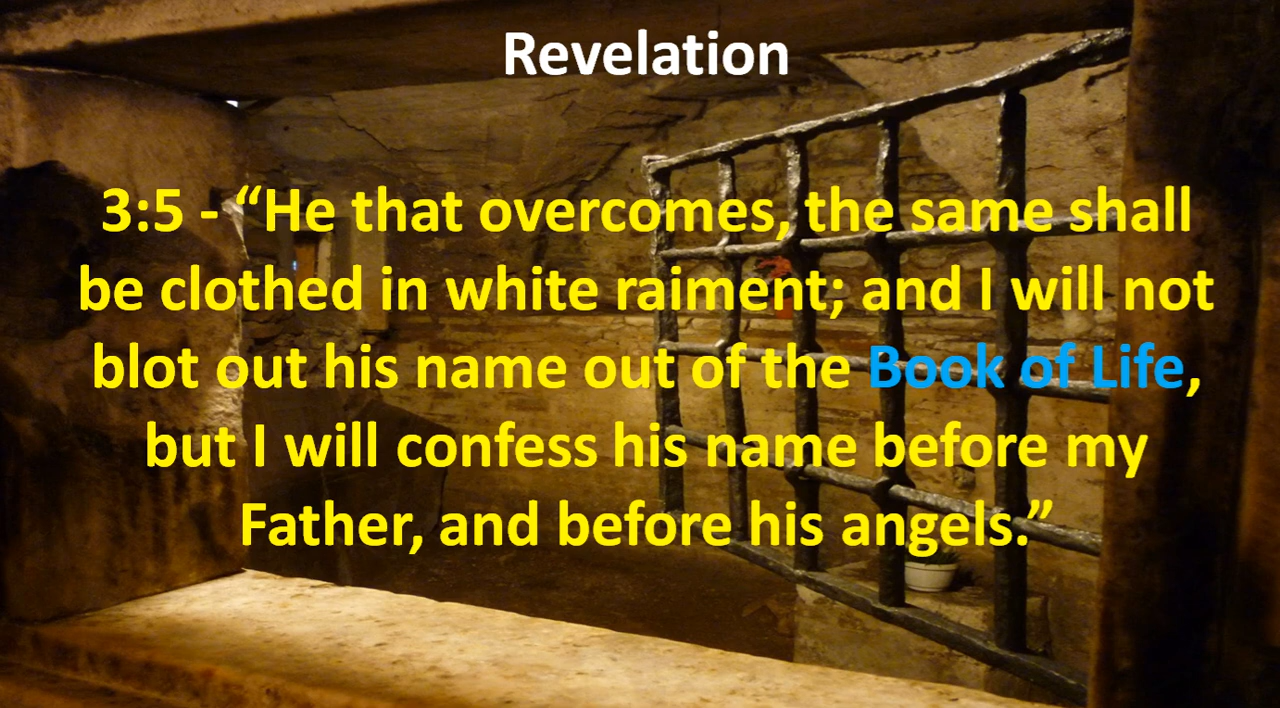 Revelation
3:5 - “He that overcomes, the same shall
be clothed in white raiment; and I will not
blot out his name out of the Book of Life,
but I will confess his name before my
Father, and before his angels.”